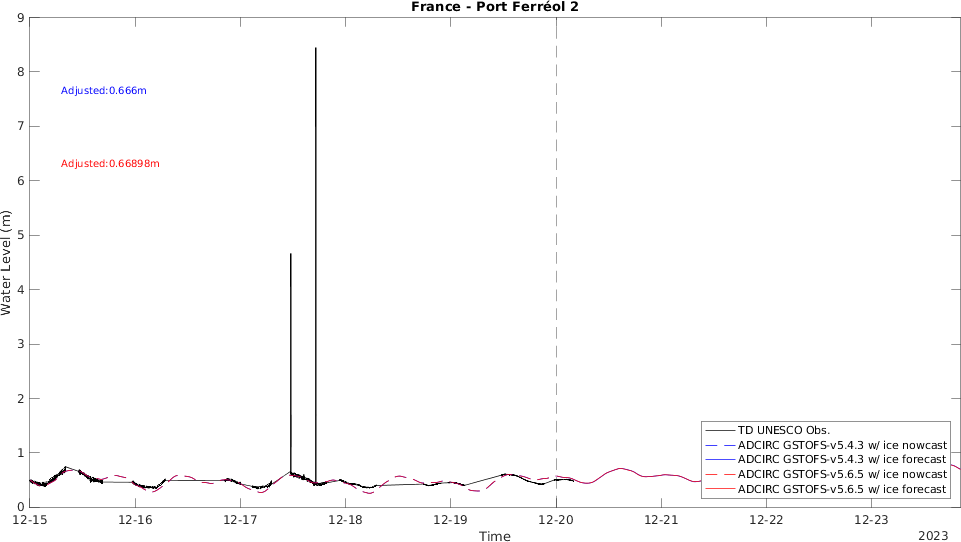 France - Port Ferréol 2
9
8
7
6
5
4
3
2
1
0
Water Level (m)
Adjusted:0.666m
Adjusted:0.66898m
TD UNESCO Obs.
ADCIRC GSTOFS-v5.4.3 w/ ice nowcast
ADCIRC GSTOFS-v5.4.3 w/ ice forecast
ADCIRC GSTOFS-v5.6.5 w/ ice nowcast
ADCIRC GSTOFS-v5.6.5 w/ ice forecast
12-15 12-16 12-17 12-18 12-19 12-20 12-21 12-22 12-23
Time
2023